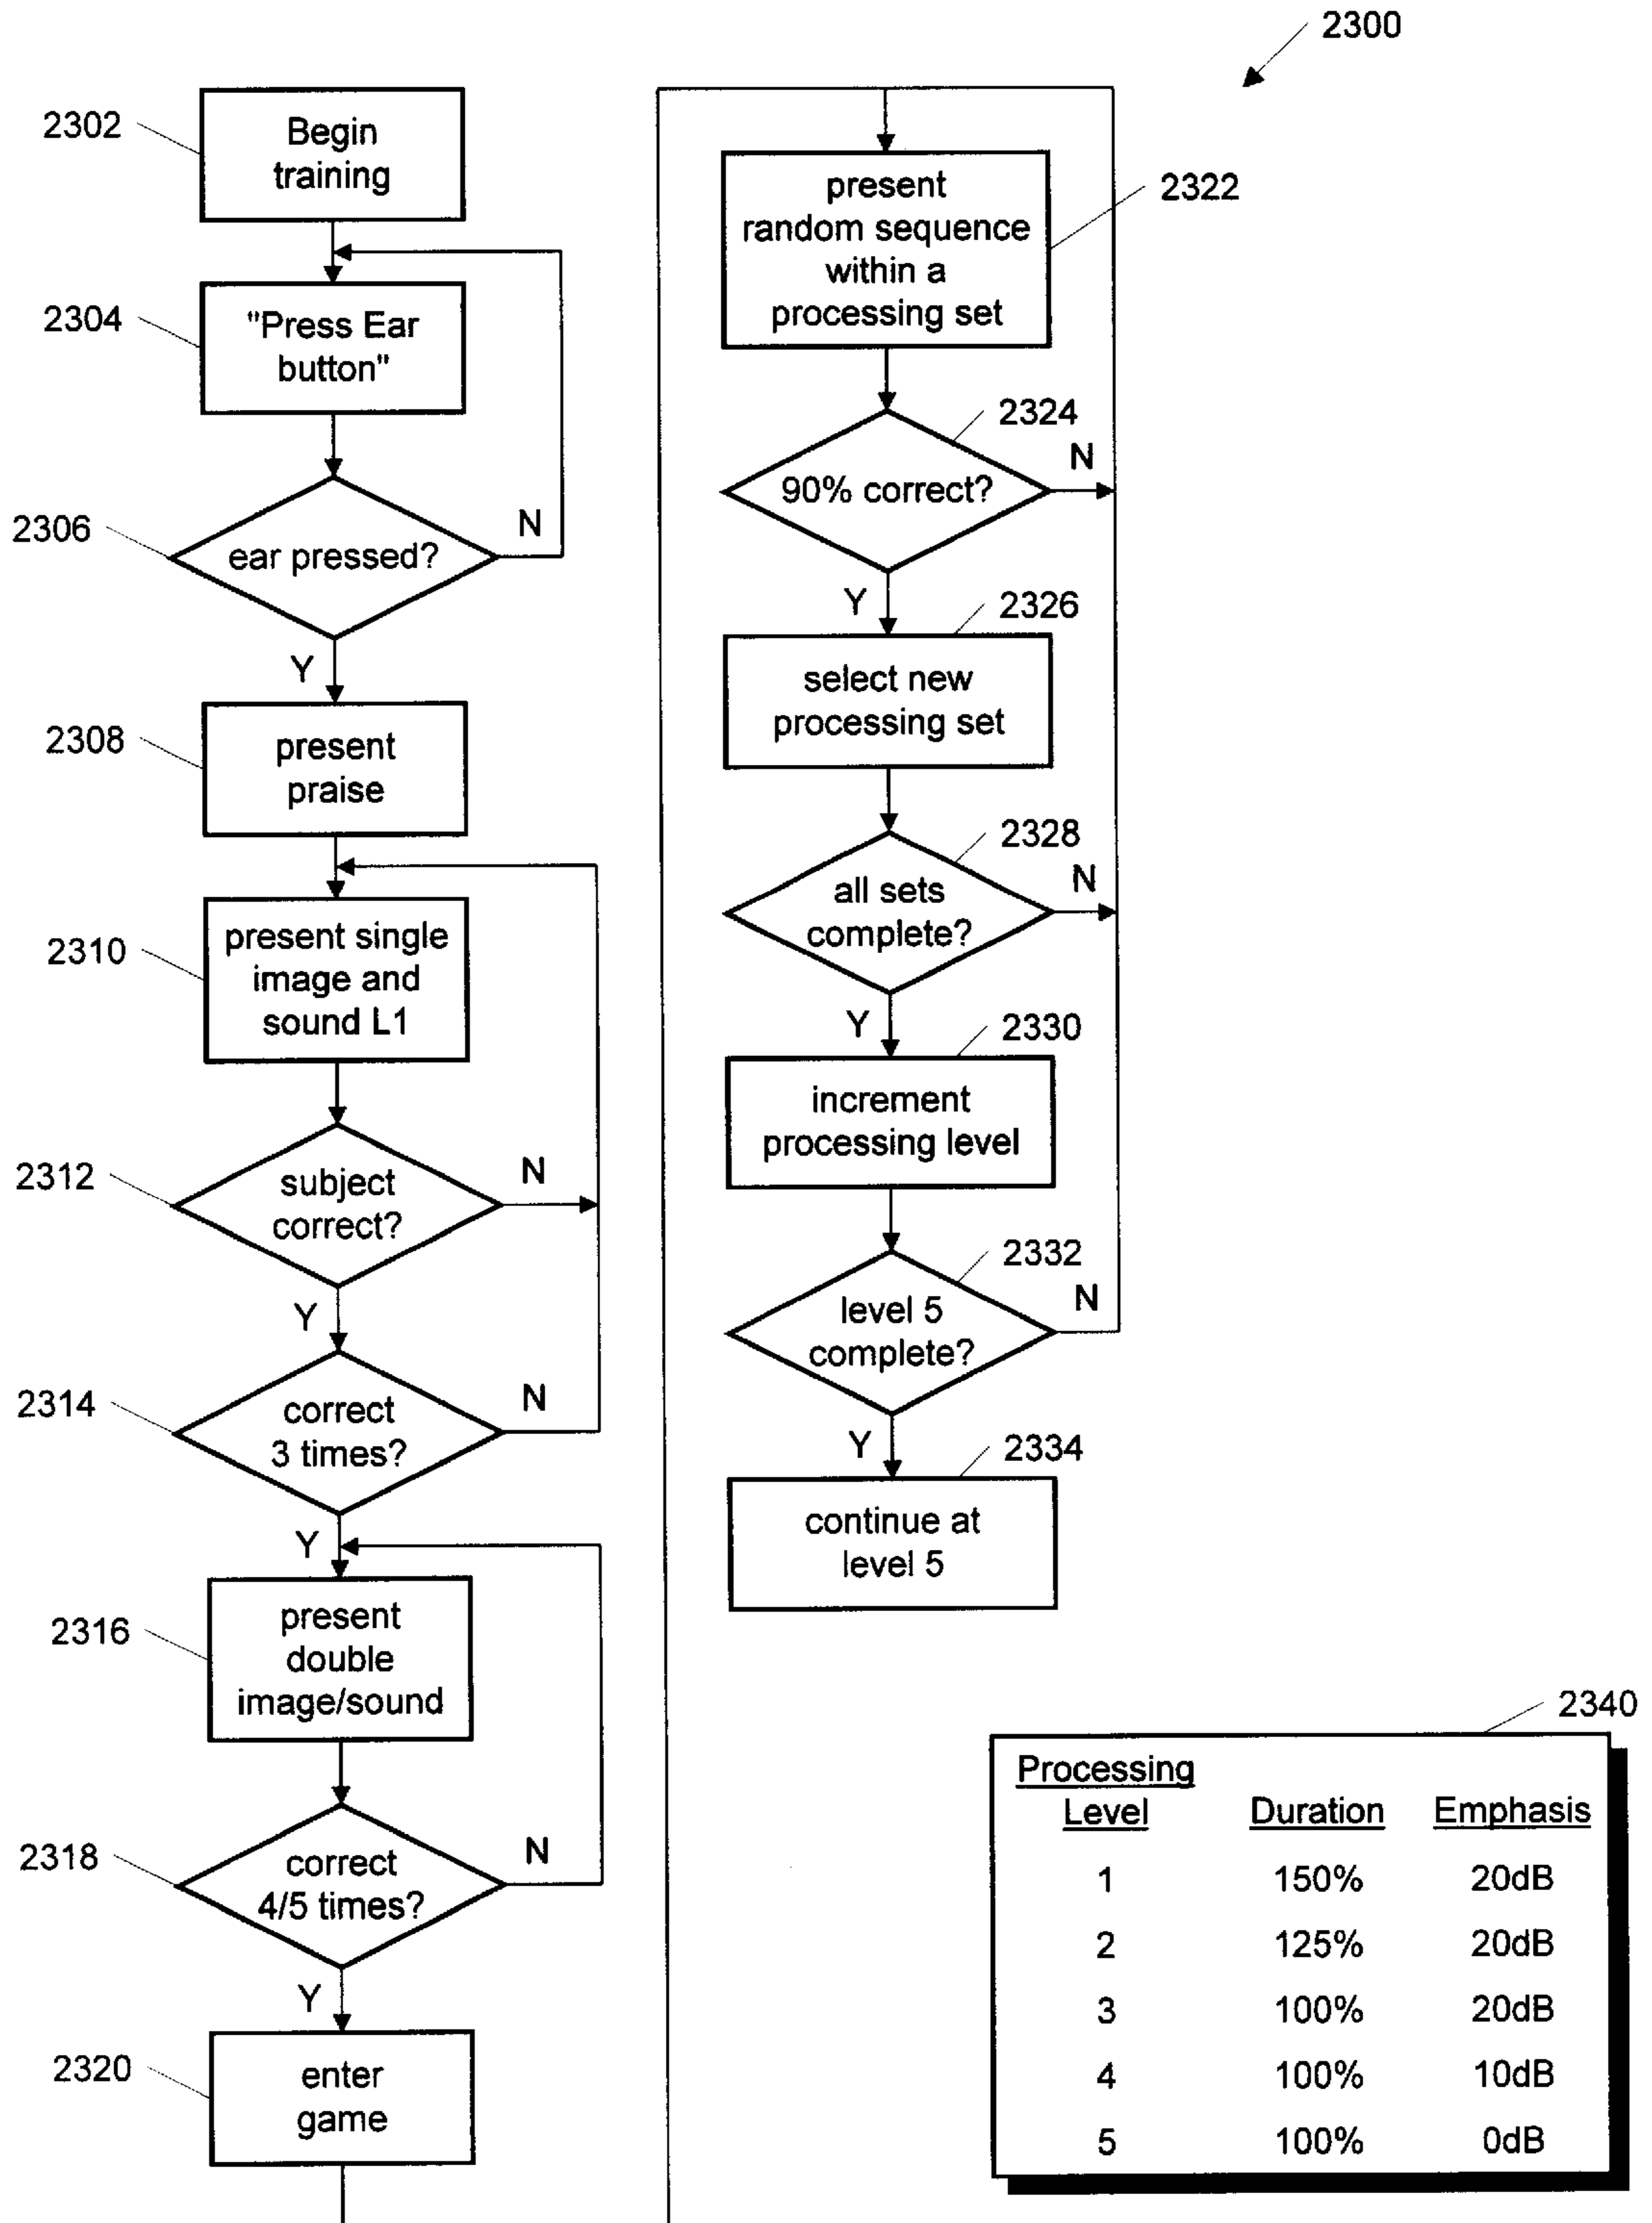 2300
2302
Begin
training
2304
"Press Ear
button"
2306
ear pressed?
N
Y
2308
present
praise
2310
present single
image and
sound L1
2312
subject
correct?
N
Y
2314
correct
3 times?
N
Y
2316
present
double
image/sound
2318
correct
4/5 times?
N
Y
2320
enter
game
present
random sequence
within a
processing set
2322
2324
90% correct?
N
Y
2326
select new
processing set
2328
all sets
complete?
N
Y
2330
increment
processing level
2332
level 5
complete?
N
Y
2334
continue at
level 5
2340
Processing
Level Duration Emphasis
1 150% 20dB
2 125% 20dB
3 100% 20dB
4 100% 10dB
5 100% 0dB